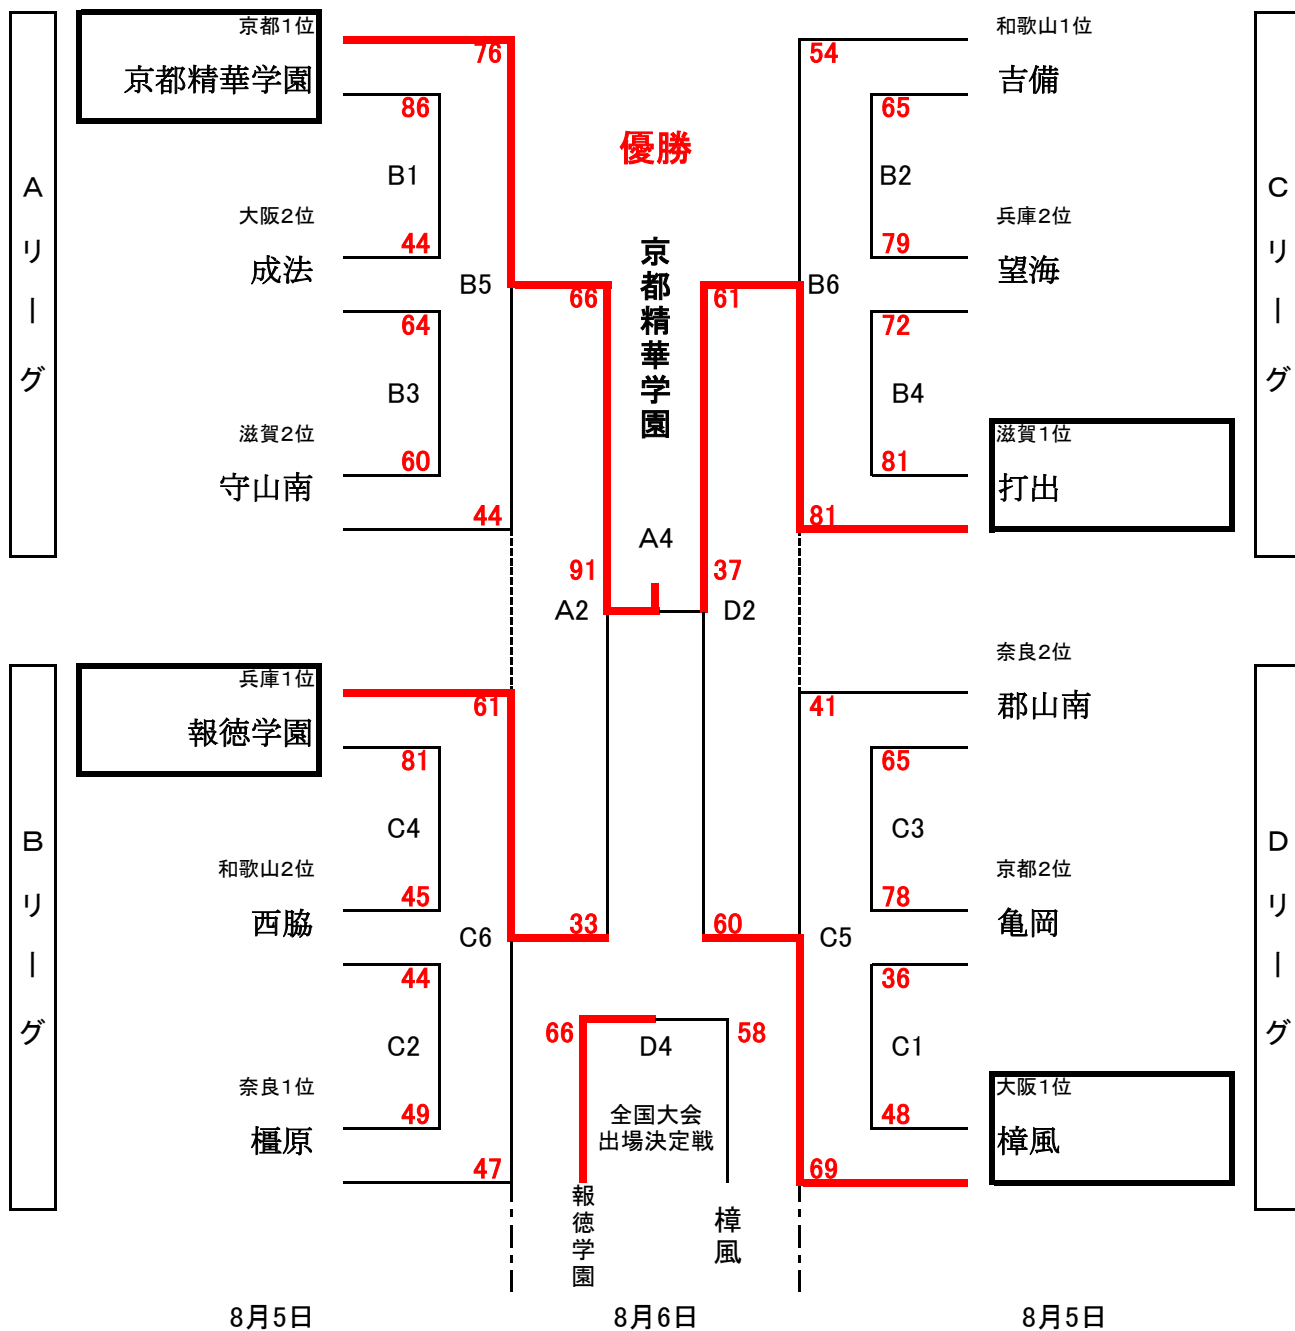 Aリーグ
京都1位
京都精華学園
76
86
B1
大阪2位
44
成法
B5
64
B3
滋賀2位
60
守山南
44
Bリーグ
兵庫1位
報徳学園
61
81
C4
和歌山2位
45
西脇
C6
44
C2
奈良1位
49
橿原
47
優勝
京都精華学園
66
61
A4
91
37
A2
D2
33
60
66
58
D4
全国大会
出場決定戦
報徳学園
樟風
Cリーグ
和歌山1位
54
吉備
65
B2
兵庫2位
79
望海
B6
72
B4
滋賀1位
81
打出
81
Dリーグ
奈良2位
41
郡山南
65
C3
京都2位
78
亀岡
C5
36
C1
大阪1位
48
樟風
69
8月5日
8月6日
8月5日